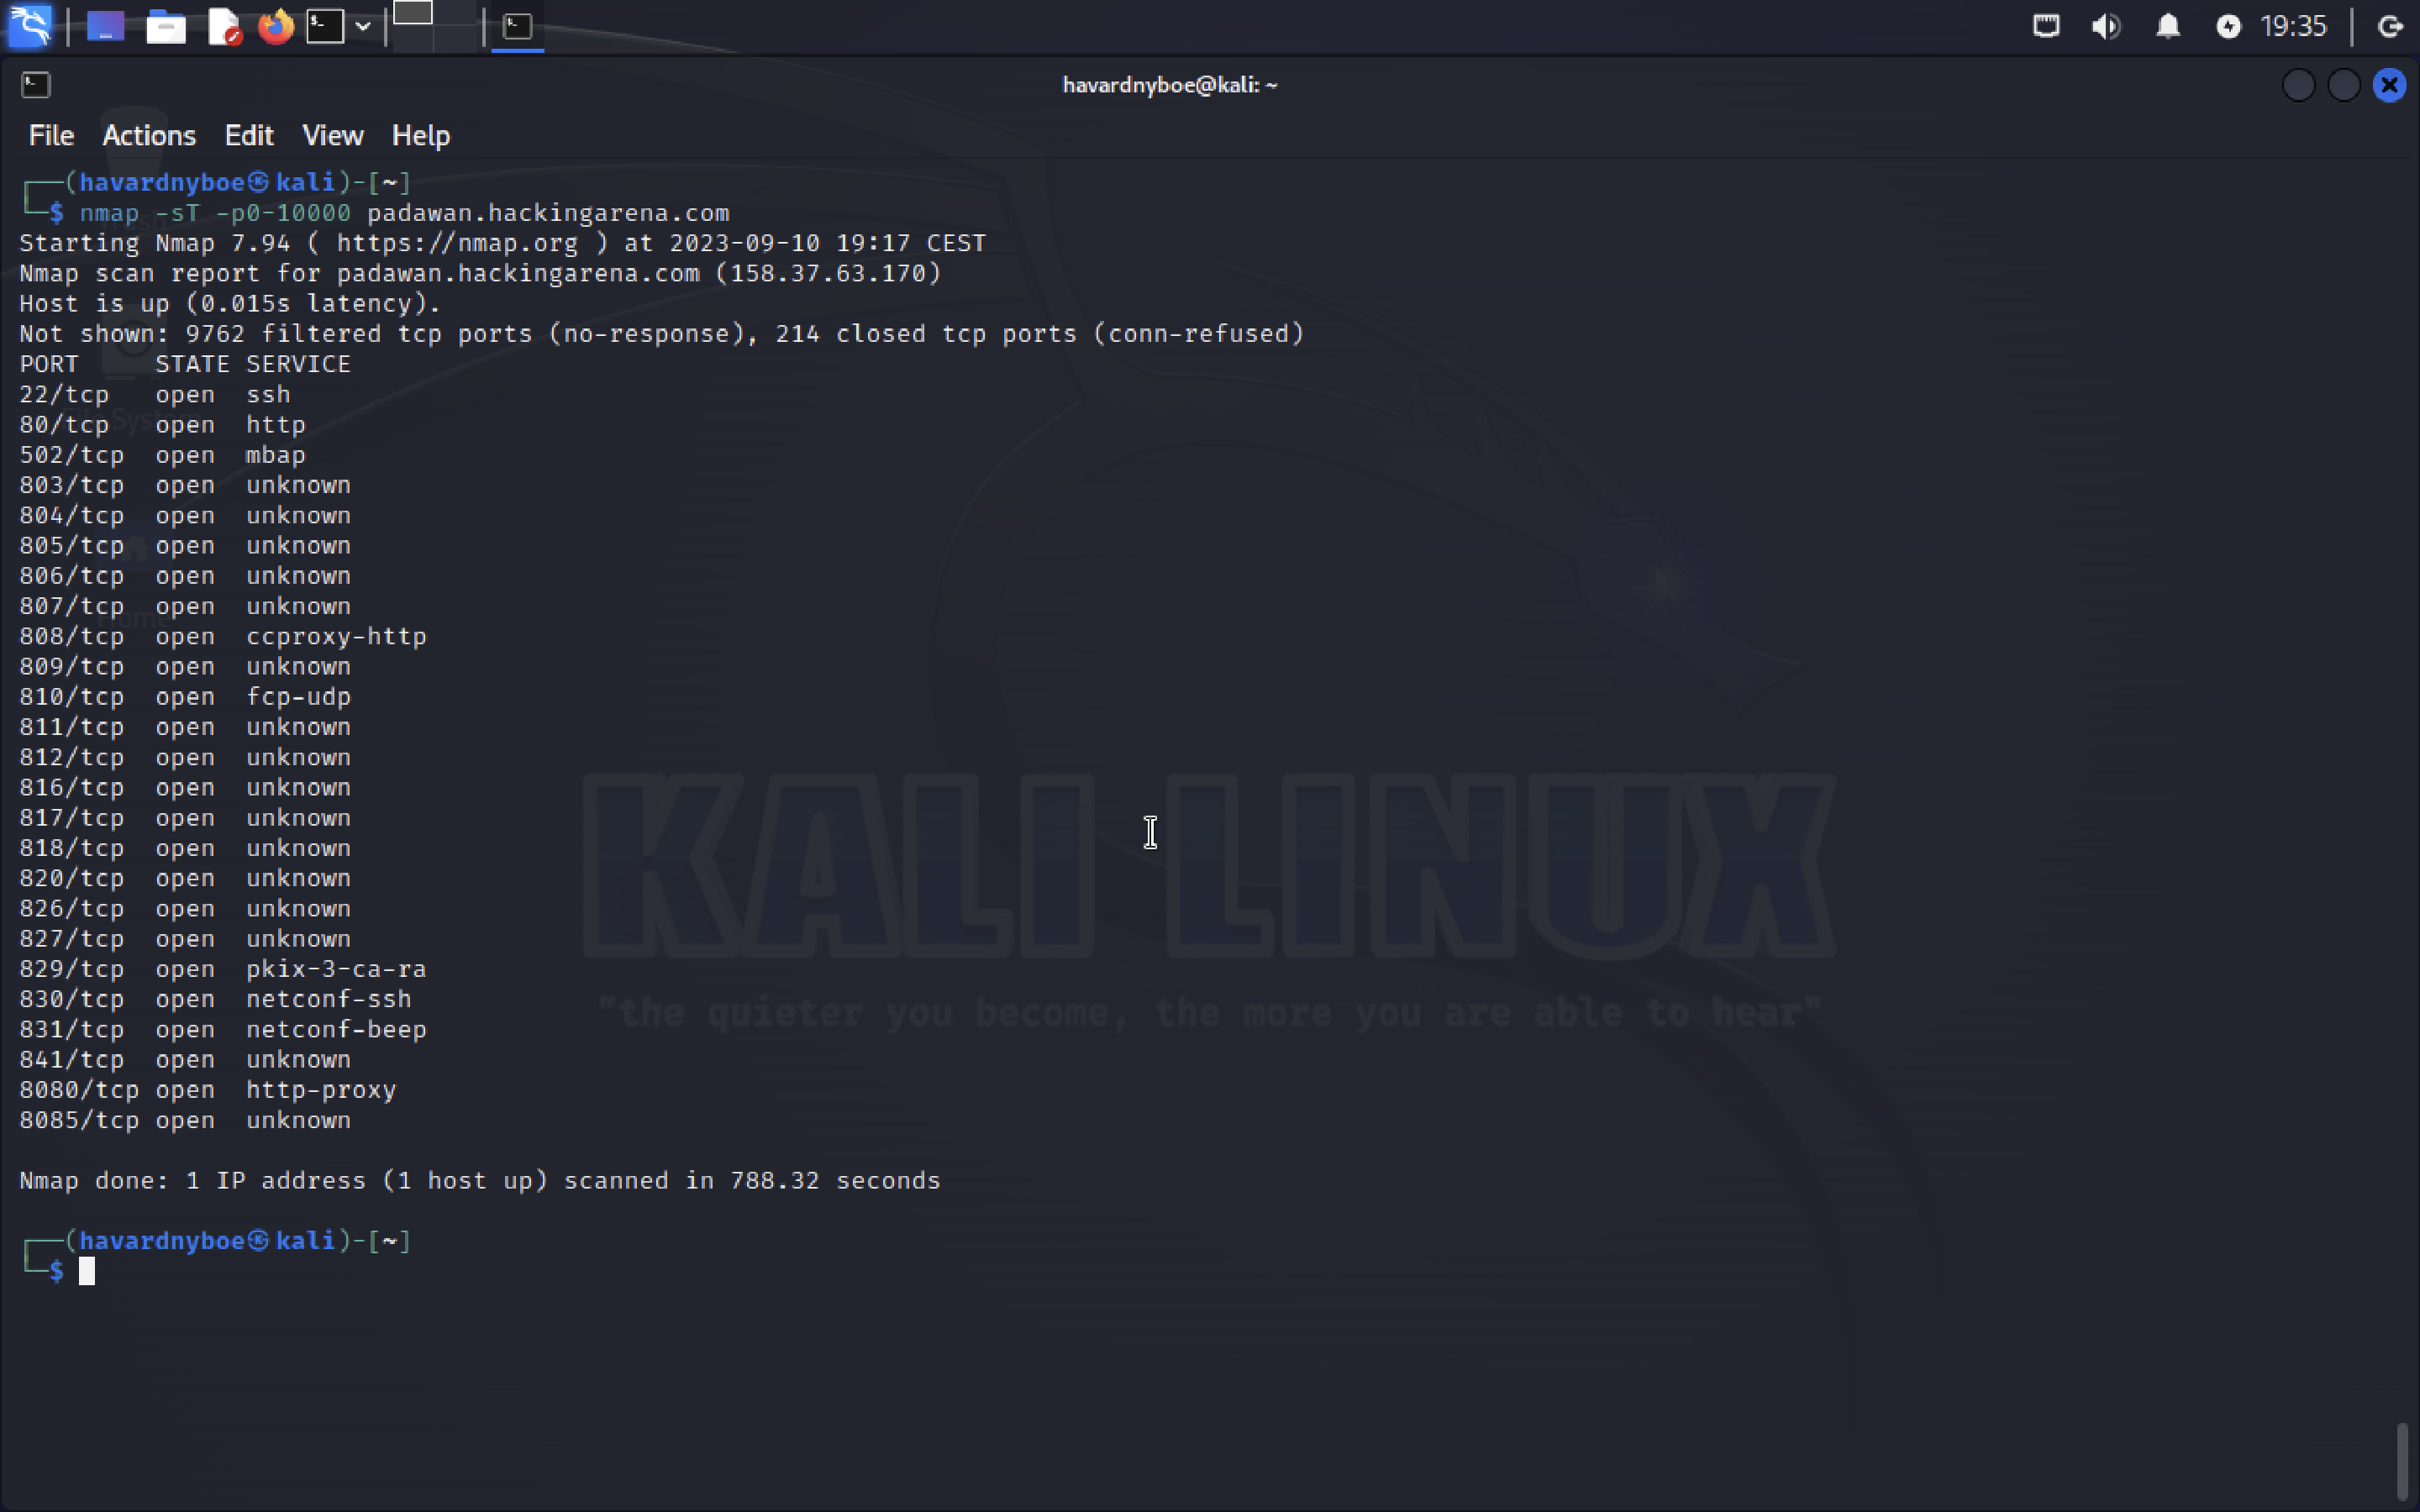 19:35
havardnyboe@kali: ~
File Actions Edit View Help
┌──(havardnyboe㉿kali)-[~]
└─$ nmap -sT -p0-10000 padawan.hackingarena.com
Starting Nmap 7.94 ( https://nmap.org ) at 2023-09-10 19:17 CEST
Nmap scan report for padawan.hackingarena.com (158.37.63.170)
Host is up (0.015s latency).
Not shown: 9762 filtered tcp ports (no-response), 214 closed tcp ports (conn-refused)
PORT     STATE SERVICE
22/tcp   open  ssh
80/tcp   open  http
502/tcp  open  mbap
803/tcp  open  unknown
804/tcp  open  unknown
805/tcp  open  unknown
806/tcp  open  unknown
807/tcp  open  unknown
808/tcp  open  ccproxy-http
809/tcp  open  unknown
810/tcp  open  fcp-udp
811/tcp  open  unknown
812/tcp  open  unknown
816/tcp  open  unknown
817/tcp  open  unknown
818/tcp  open  unknown
820/tcp  open  unknown
826/tcp  open  unknown
827/tcp  open  unknown
829/tcp  open  pkix-3-ca-ra
830/tcp  open  netconf-ssh
831/tcp  open  netconf-beep
841/tcp  open  unknown
8080/tcp open  http-proxy
8085/tcp open  unknown
Nmap done: 1 IP address (1 host up) scanned in 788.32 seconds
┌──(havardnyboe㉿kali)-[~]
└─$
Trash
File System
Home
KALI LINUX
"the quieter you become, the more you are able to hear"